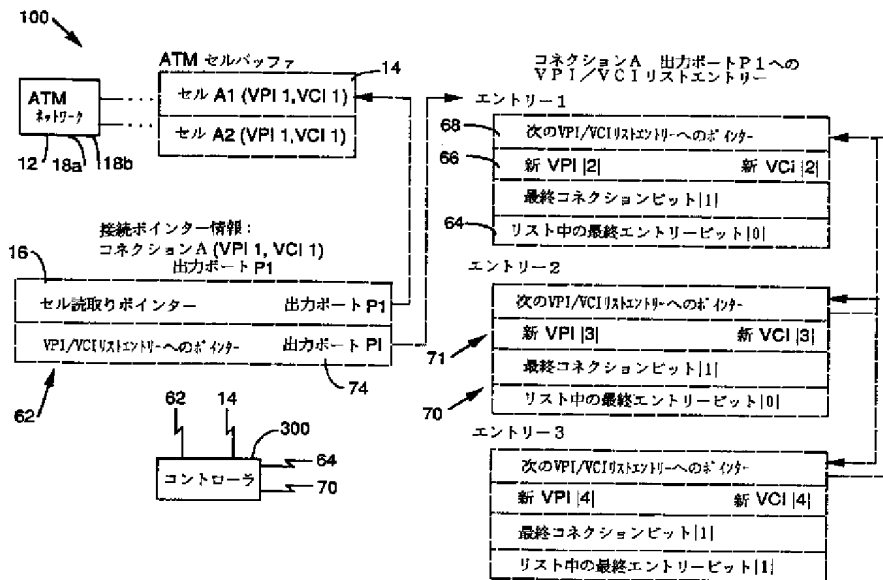 100
ATM セルバッファ
14
セル A1 (VPI 1, VCI 1)
セル A2 (VPI 1, VCI 1)
ATM
ネットワーク
12
18a
18b
接続ポインター情報：
コネクションA (VPI 1, VCI 1)
出力ポートP1
16
セル読取りポインター 出力ポートP1
VPI/VCIリストエントリーへのポインター 出力ポートPI
74
62
62
14
300
コントローラ
64
70
コネクションA 出力ポートP1への
VPI／VCIリストエントリー
エントリー1
68
次のVPI/VCIリストエントリーへのポインター
66
新 VPI |2| 新 VCi |2|
最終コネクションビット|1|
64
リスト中の最終エントリービット|0|
エントリー2
次のVPI/VCIリストエントリーへのポインター
71
新 VPI |3| 新 VCI |3|
最終コネクションビット|1|
70
リスト中の最終エントリービット|0|
エントリー3
次のVPI/VCIリストエントリーへのポインター
新 VPI |4| 新 VCI |4|
最終コネクションビット|1|
リスト中の最終エントリービット|1|